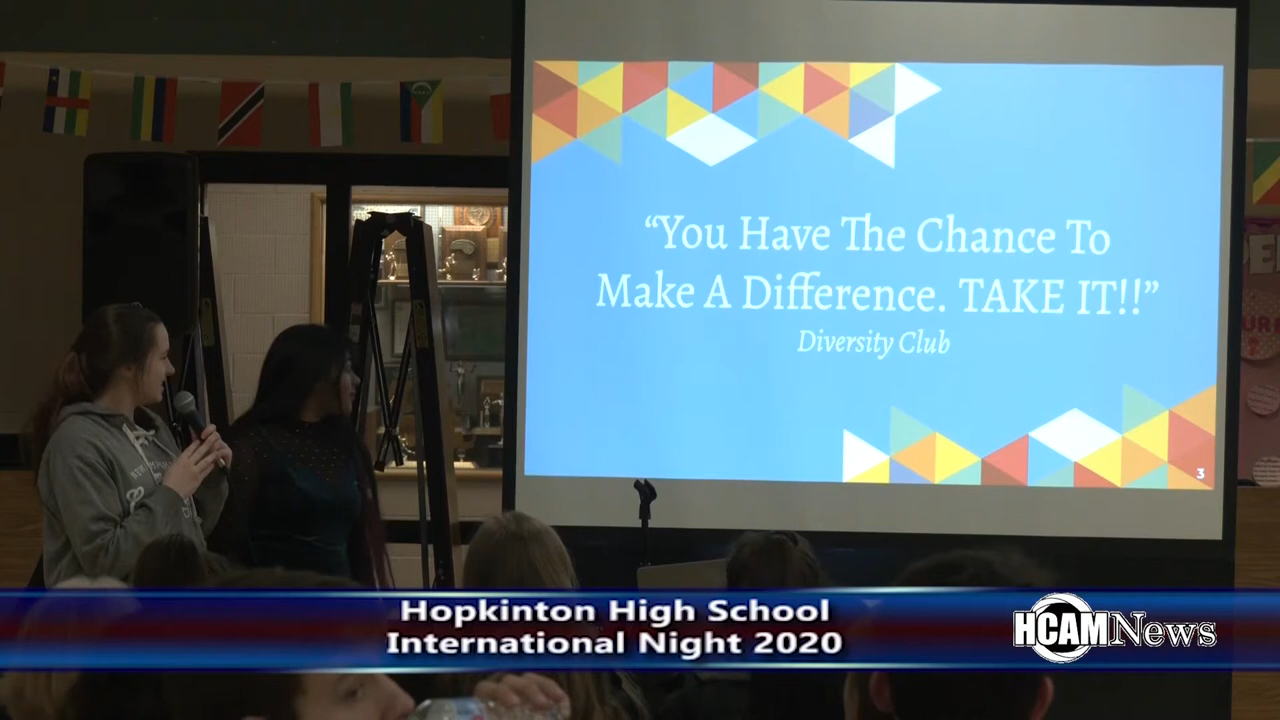 “You Have The Chance To
Make A Difference. TAKE IT!!”
Diversity Club
3
Hopkinton High School
International Night 2020
HCAMNews